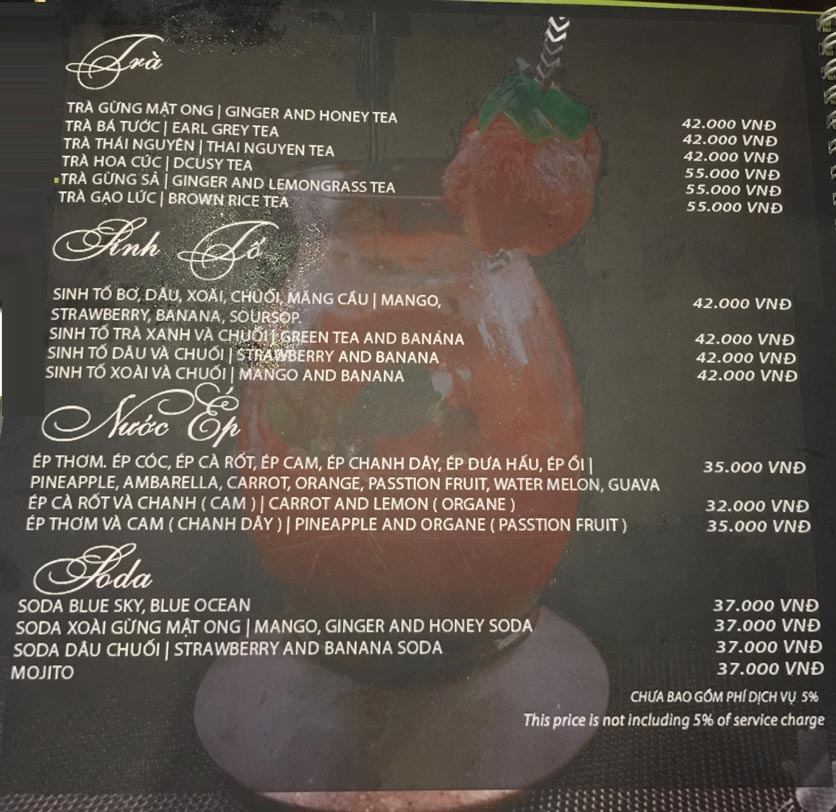 Trà
TRÀ GỪNG MẬT ONG | GINGER AND HONEY TEA 42.000 VNĐ
TRÀ BÁ TƯỚC | EARL GREY TEA 42.000 VNĐ
TRÀ THÁI NGUYÊN | THAI NGUYEN TEA 42.000 VNĐ
TRÀ HOA CÚC | DCUSY TEA 55.000 VNĐ
TRÀ GỪNG SẢ | GINGER AND LEMONGRASS TEA 55.000 VNĐ
TRÀ GẠO LỨC | BROWN RICE TEA 55.000 VNĐ
Sinh Tố
SINH TỐ BƠ, DÂU, XOÀI, CHUỐI, MÃNG CẦU | MANGO, 42.000 VNĐ
STRAWBERRY, BANANA, SOURSOP.
SINH TỐ TRÀ XANH VÀ CHUỐI | GREEN TEA AND BANANA 42.000 VNĐ
SINH TỐ DÂU VÀ CHUỐI | STRAWBERRY AND BANANA 42.000 VNĐ
SINH TỐ XOÀI VÀ CHUỐI | MANGO AND BANANA 42.000 VNĐ
Nước Ép
ÉP THƠM. ÉP CÓC, ÉP CÀ RỐT, ÉP CAM, ÉP CHANH DÂY, ÉP DƯA HẤU, ÉP ỔI | 35.000 VNĐ
PINEAPPLE, AMBARELLA, CARROT, ORANGE, PASSTION FRUIT, WATER MELON, GUAVA
ÉP CÀ RỐT VÀ CHANH ( CAM ) | CARROT AND LEMON ( ORGANE ) 32.000 VNĐ
ÉP THƠM VÀ CAM ( CHANH DÂY ) | PINEAPPLE AND ORGANE ( PASSTION FRUIT ) 35.000 VNĐ
Soda
SODA BLUE SKY, BLUE OCEAN 37.000 VNĐ
SODA XOÀI GỪNG MẬT ONG | MANGO, GINGER AND HONEY SODA 37.000 VNĐ
SODA DÂU CHUỐI | STRAWBERRY AND BANANA SODA 37.000 VNĐ
MOJITO 37.000 VNĐ
CHƯA BAO GỒM PHÍ DỊCH VỤ 5%
This price is not including 5% of service charge